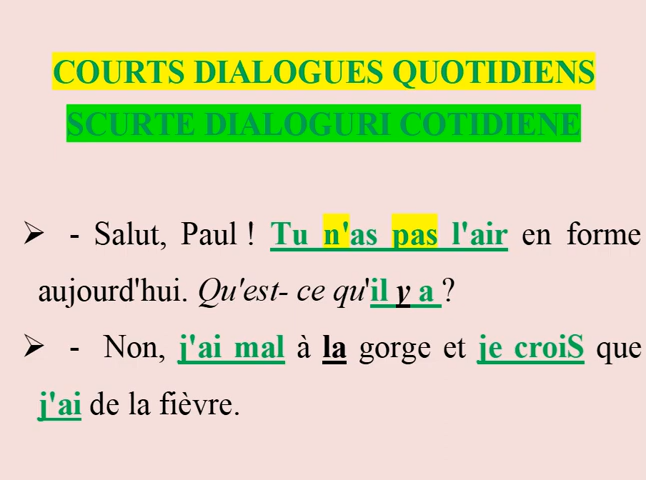 COURTS DIALOGUES QUOTIDIENS
SCURTE DIALOGURI COTIDIENE
➢ - Salut, Paul ! Tu n'as pas l'air en forme
aujourd'hui. Qu'est- ce qu'il y a ?
➢ - Non, j'ai mal à la gorge et je croiS que
j'ai de la fièvre.